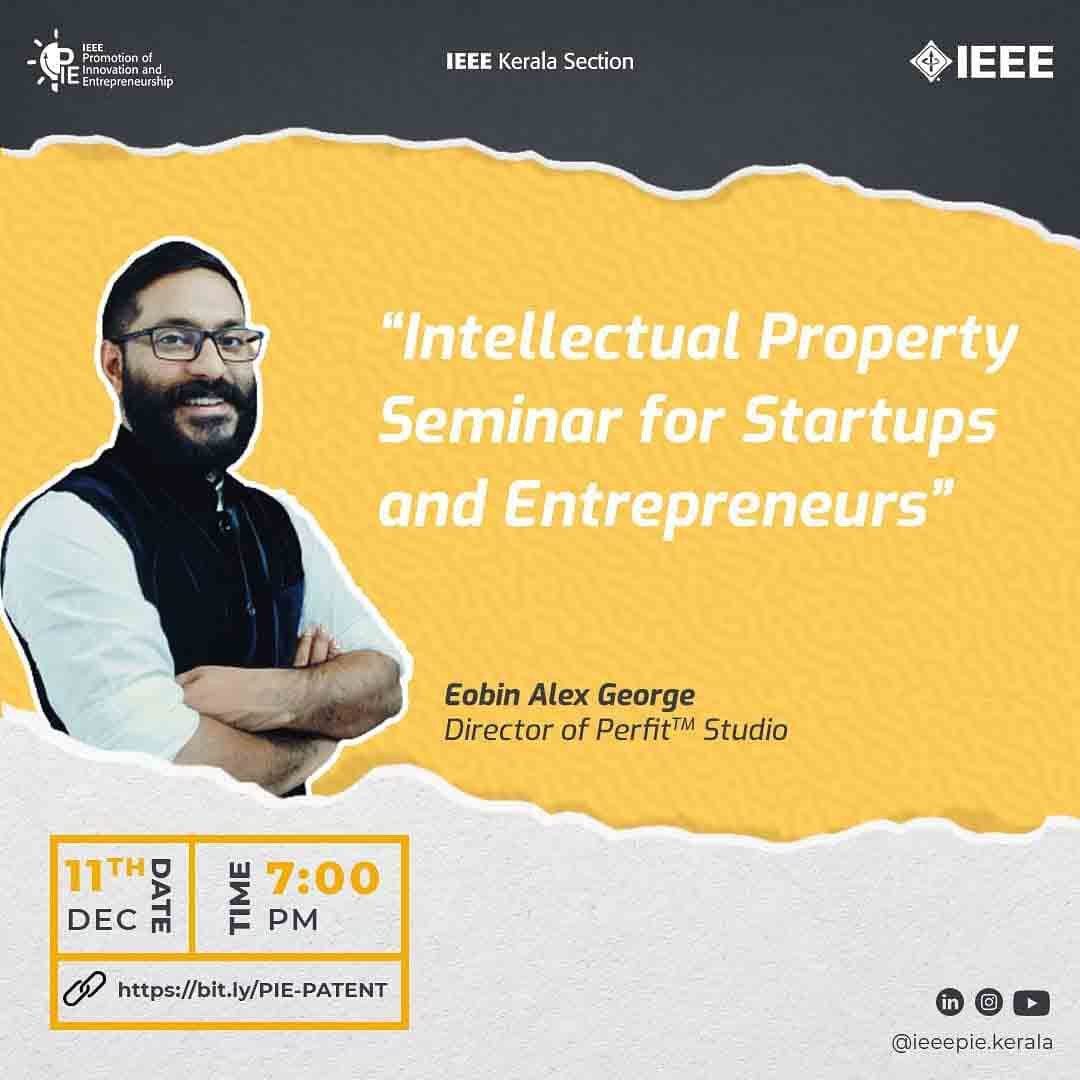 IEEE
Promotion of
Innovation and
Entrepreneurship
PIE
IEEE Kerala Section
IEEE
“Intellectual Property
Seminar for Startups
and Entrepreneurs”
Eobin Alex George
Director of Perfit™ Studio
11TH
DEC
DATE
TIME
7:00
PM
https://bit.ly/PIE-PATENT
in
@ieeepie.kerala